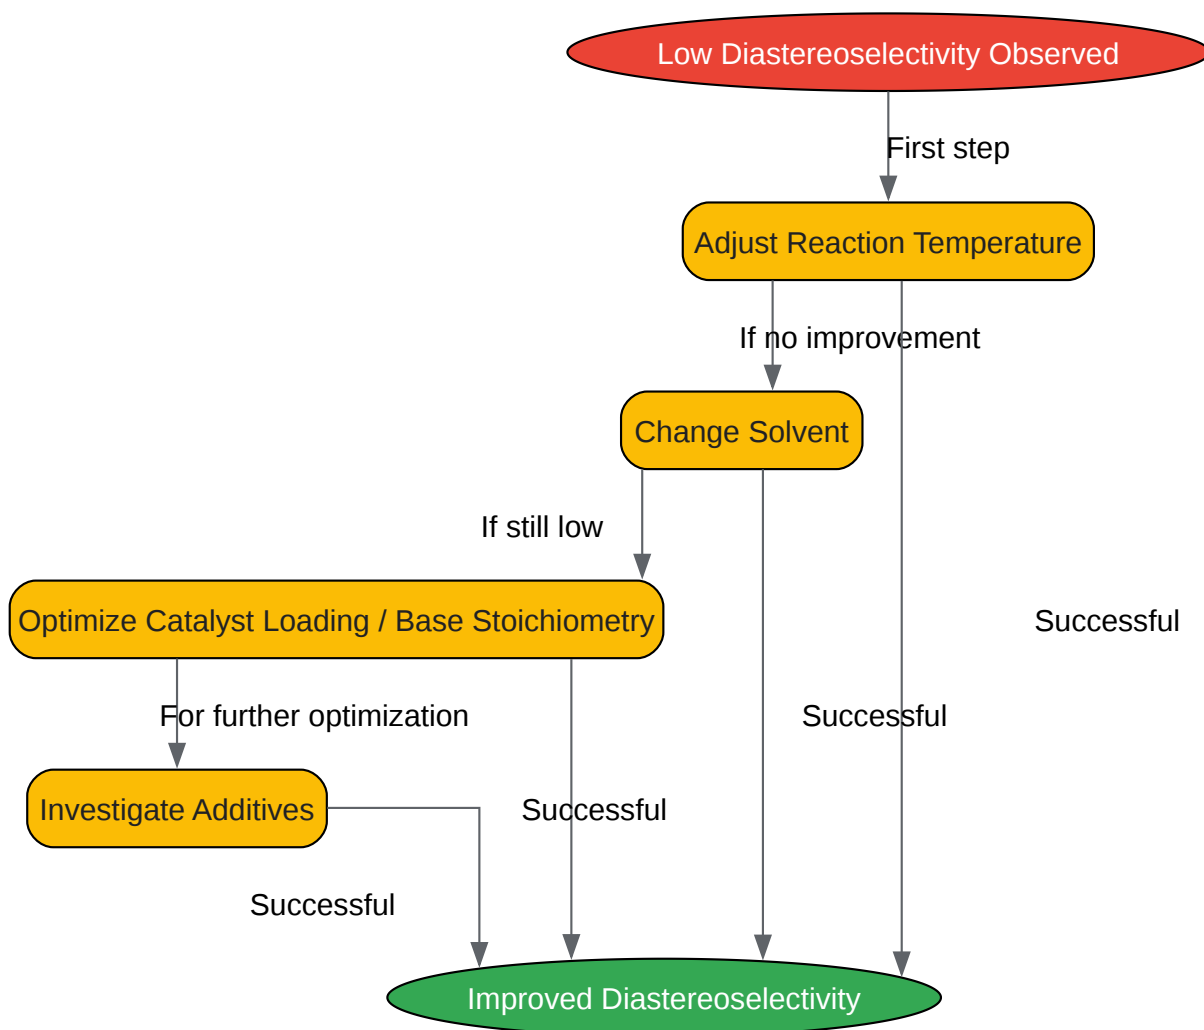 Low Diastereoselectivity Observed
First step
Adjust Reaction Temperature
If no improvement
Change Solvent
If still low
Optimize Catalyst Loading / Base Stoichiometry
Successful
For further optimization
Successful
Investigate Additives
Successful
Successful
Improved Diastereoselectivity